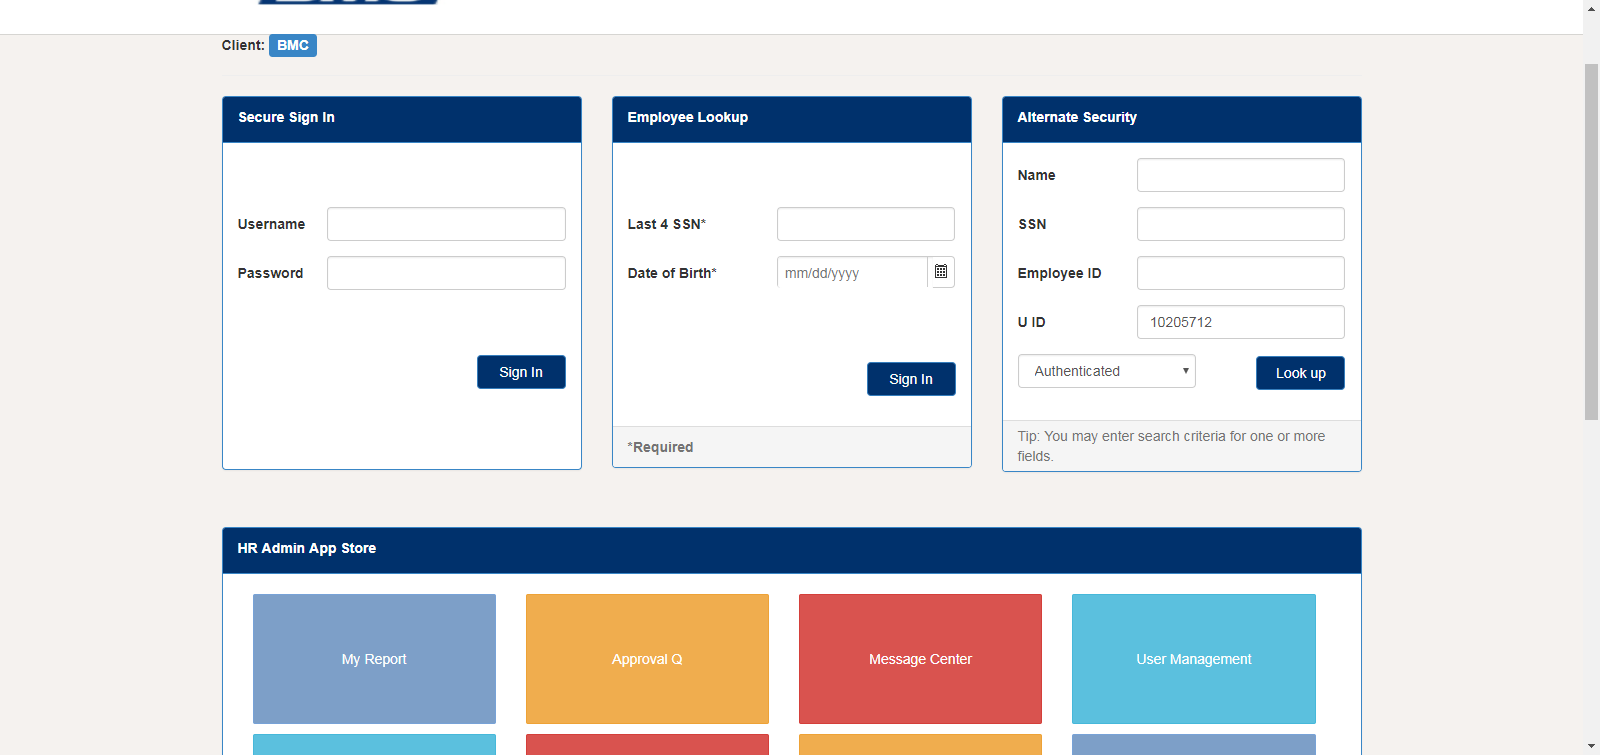 Client: BMC
Secure Sign In
Username
Password
Sign In
Employee Lookup
Last 4 SSN*
Date of Birth*
mm/dd/yyyy
Sign In
*Required
Alternate Security
Name
SSN
Employee ID
U ID
10205712
Authenticated
Look up
Tip: You may enter search criteria for one or more
fields.
HR Admin App Store
My Report
Approval Q
Message Center
User Management